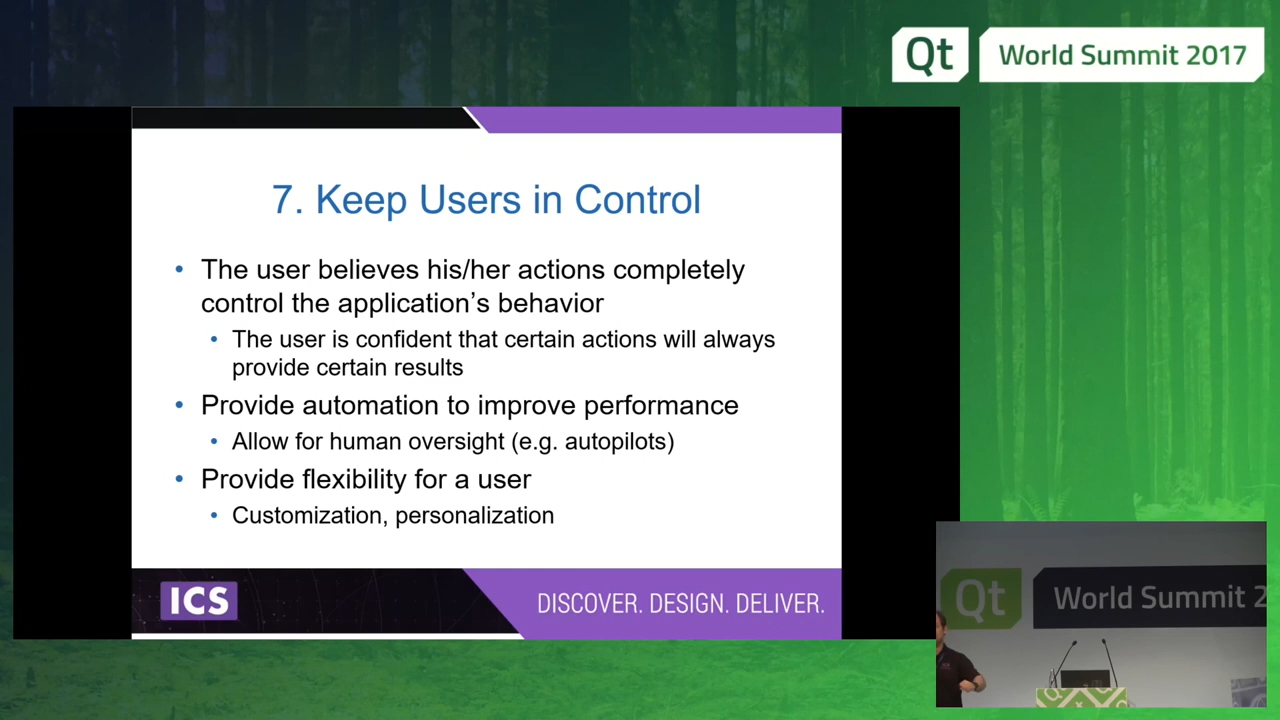 Qt World Summit 2017
7. Keep Users in Control
• The user believes his/her actions completely
control the application's behavior
• The user is confident that certain actions will always
provide certain results
• Provide automation to improve performance
• Allow for human oversight (e.g. autopilots)
• Provide flexibility for a user
• Customization, personalization
ICS
DISCOVER. DESIGN. DELIVER.
Qt World Summit 2